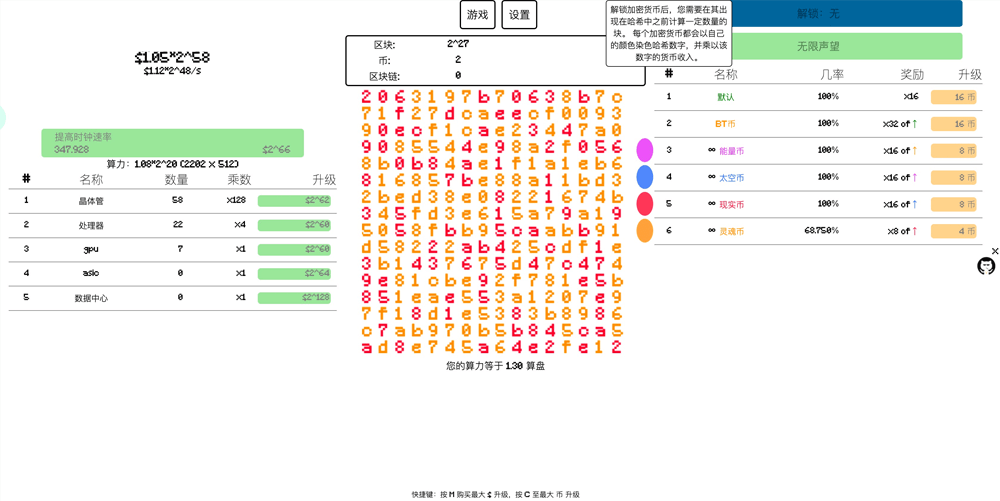 游戏
设置
解锁加密货币后，您需要在其出
现在哈希中之前计算一定数量的
块。 每个加密货币都会以自己
的颜色染色哈希数字，并乘以该
数字的货币收入。
解锁：无
无限声望
$1.05*2^58
$1.12*2^48/s
区块: 2^27
币: 2
区块链: 0
提高时钟速率
347.928 $2^66
算力: 1.08*2^20 (2202 X 512)
# 名称 数量 乘数 升级
1 晶体管 58 x128 $2^62
2 处理器 22 x4 $2^60
3 gpu 7 x1 $2^60
4 asic 0 x1 $2^64
5 数据中心 0 x1 $2^128
2063197b70638b7c
71f27dcaeecf0093
90ecf1cae23447a0
9085544e98a2f056
8b0b84ae1f1a1eb6
816857be88a11bd3
2bed38e08221674b
345fd3e615a79a19
5058fbb95caabb91
d58222ab425cdf1e
3b1437675d47c474
9e81cbe92f781e5b
851eae553a1207e9
7f18d1e5383b8986
c7ab970b5b845ca5
ad8e745a64e2fe12
您的算力等于 1.30 算盘
# 名称 几率 奖励 升级
1 默认 100% X16 16 币
2 BT币 100% X32 of ↑ 16 币
3 ∞ 能量币 100% X16 of ↑ 8 币
4 ∞ 太空币 100% X16 of ↑ 8 币
5 ∞ 现实币 100% X16 of ↑ 8 币
6 ∞ 灵魂币 68.750% X8 of ↑ 4 币
×
快捷键：按 M 购买最大 $ 升级，按 C 至最大 币 升级